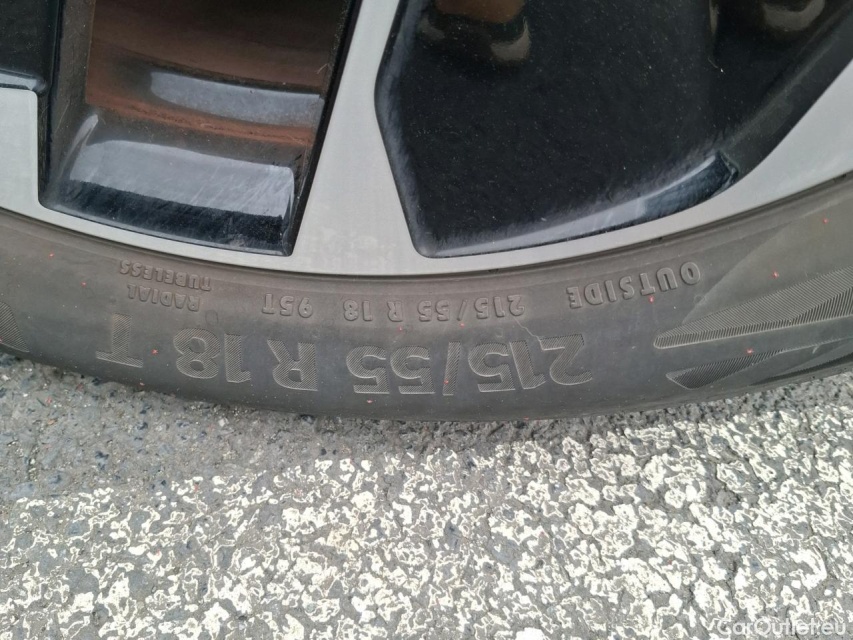 OUTSIDE 215/55 R 18 95T
RADIAL
TUBELESS
215/55 R 18 T
CarOutlet.eu